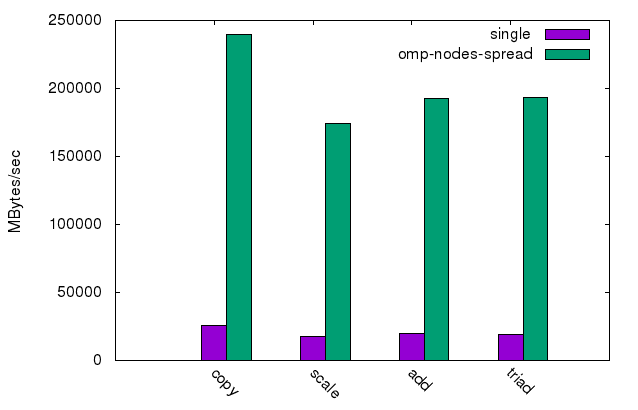 250000
200000
150000
100000
50000
0
MBytes/sec
single
omp-nodes-spread
copy
scale
add
triad